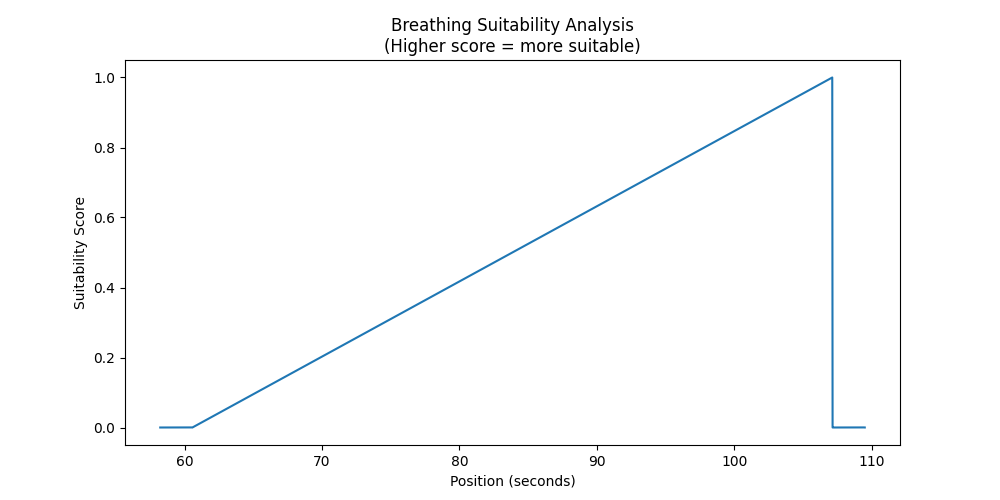 Breathing Suitability Analysis
(Higher score = more suitable)
1.0
0.8
0.6
0.4
0.2
0.0
Suitability Score
60 70 80 90 100 110
Position (seconds)